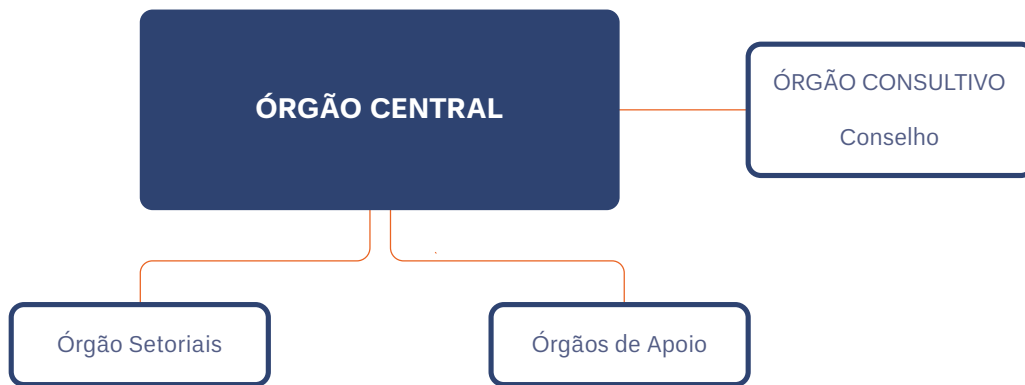 ÓRGÃO CENTRAL
ÓRGÃO CONSULTIVO
Conselho
Órgão Setoriais
Órgãos de Apoio